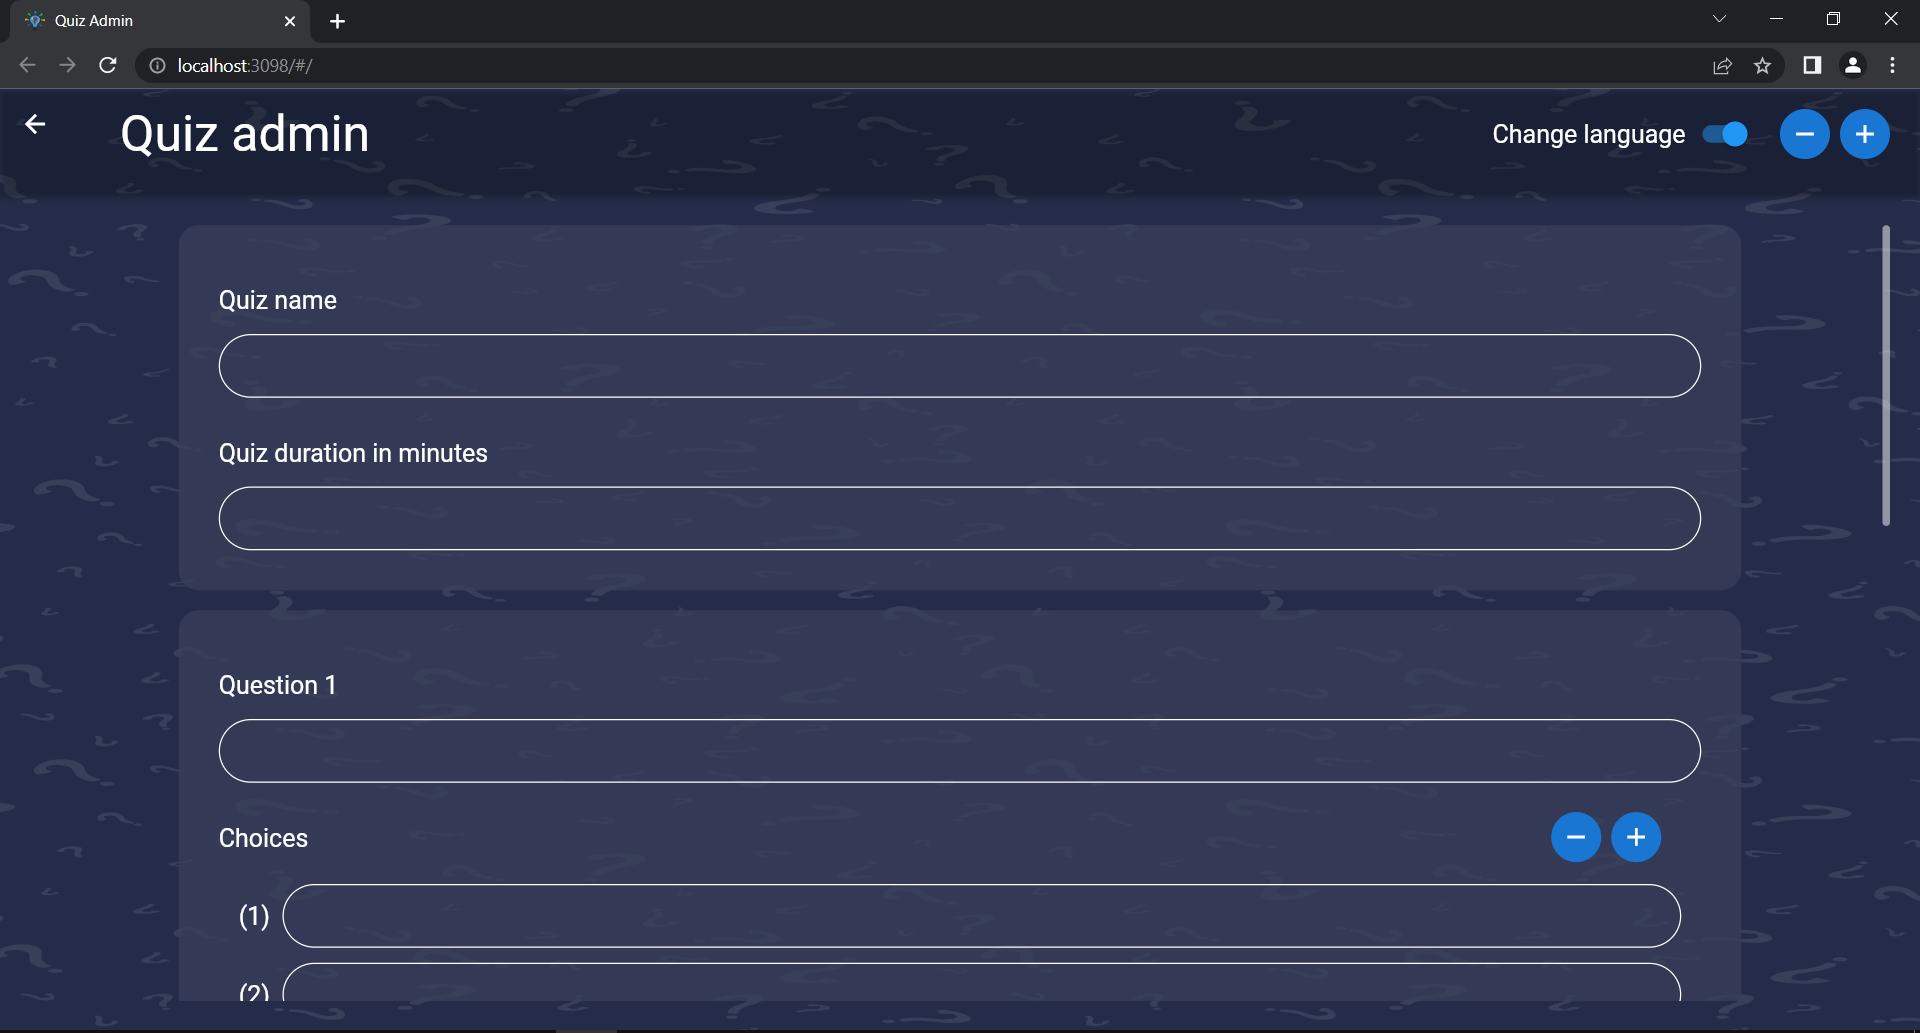 Quiz Admin
localhost:3098/#/
Quiz admin
Change language
Quiz name
Quiz duration in minutes
Question 1
Choices
(1)
(2)